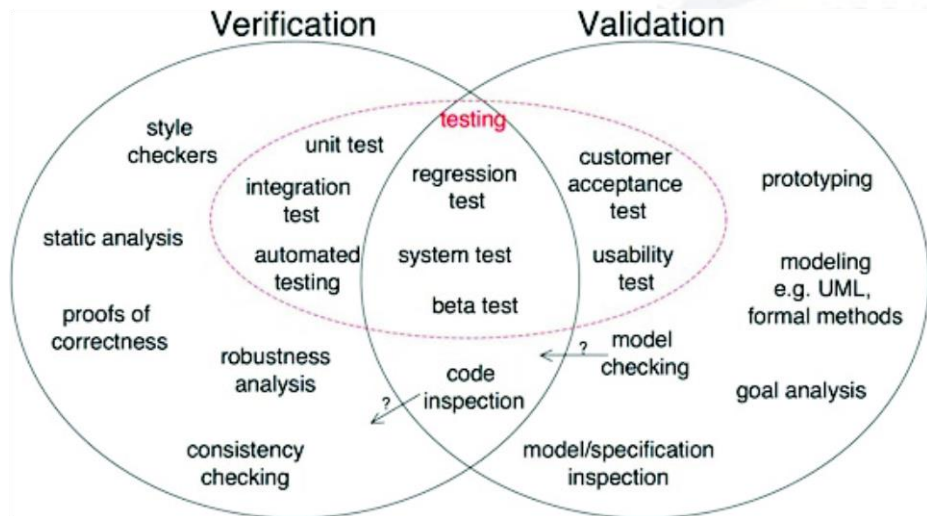 Verification
Validation
testing
style
checkers
unit test
integration
test
automated
testing
static analysis
proofs of
correctness
robustness
analysis
consistency
checking
regression
test
system test
beta test
code
inspection
?
customer
acceptance
test
usability
test
?
model
checking
model/specification
inspection
prototyping
modeling
e.g. UML,
formal methods
goal analysis